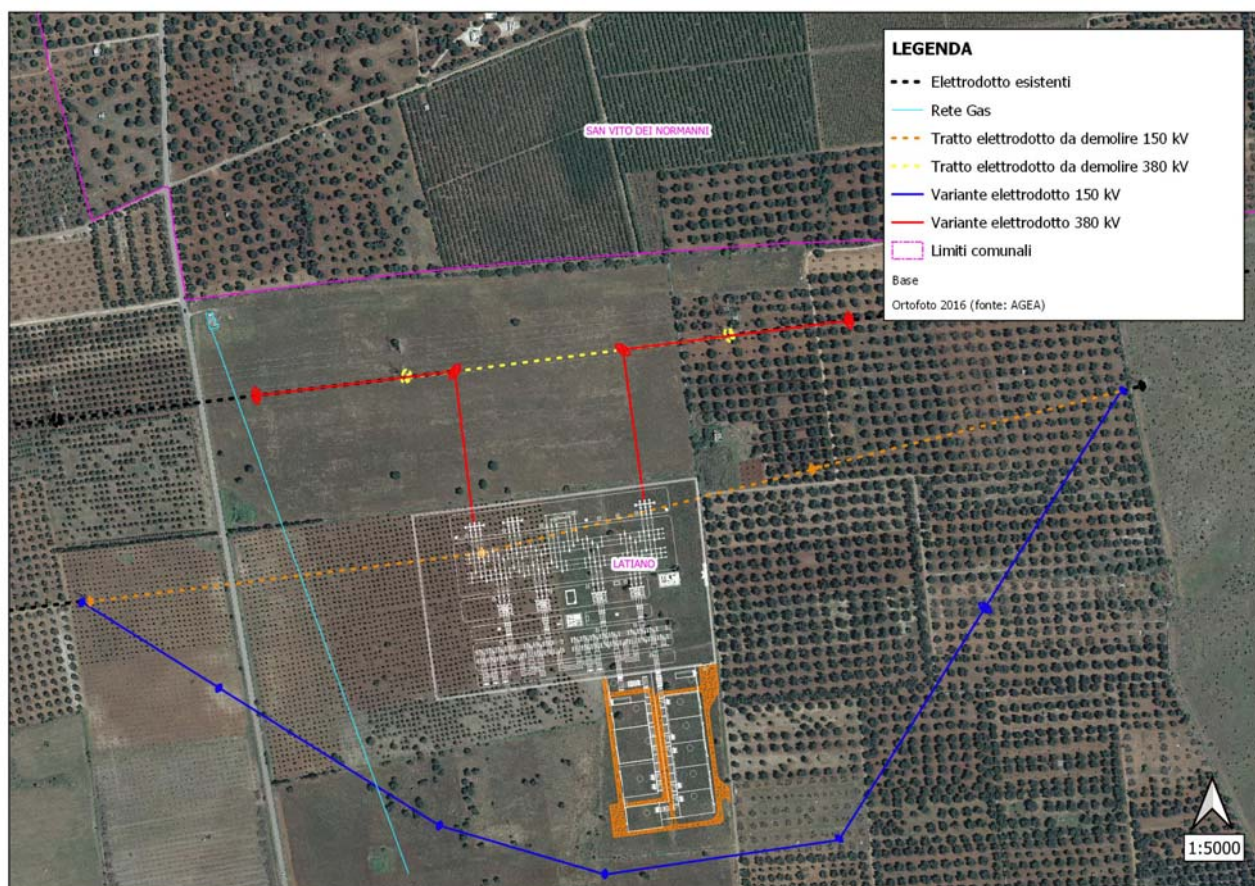 LEGENDA
Elettrodotto esistenti
Rete Gas
Tratto elettrodotto da demolire 150 kV
Tratto elettrodotto da demolire 380 kV
Variante elettrodotto 150 kV
Variante elettrodotto 380 kV
Limiti comunali
Base
Ortofoto 2016 (fonte: AGEA)
SAN VITO DEI NORMANNI
LATIANO
1:5000